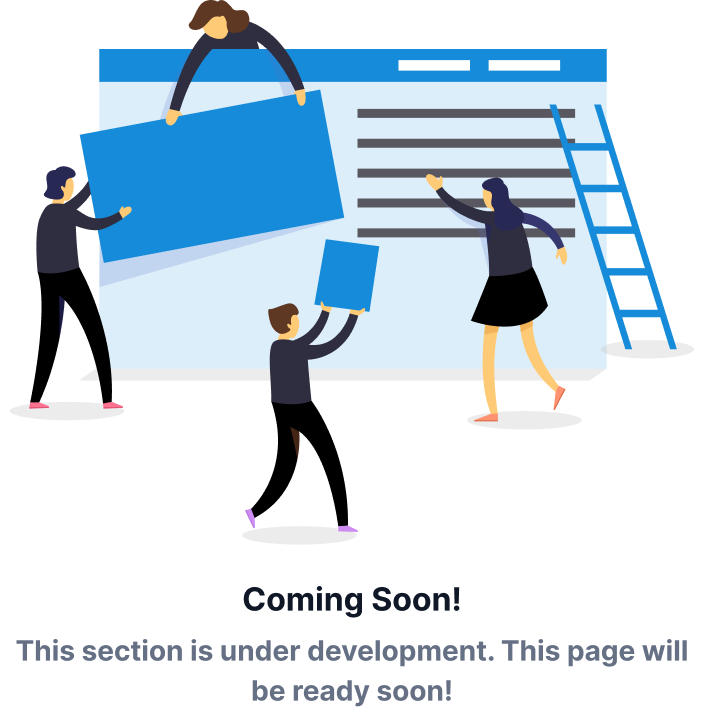 Coming Soon!
This section is under development. This page will
be ready soon!